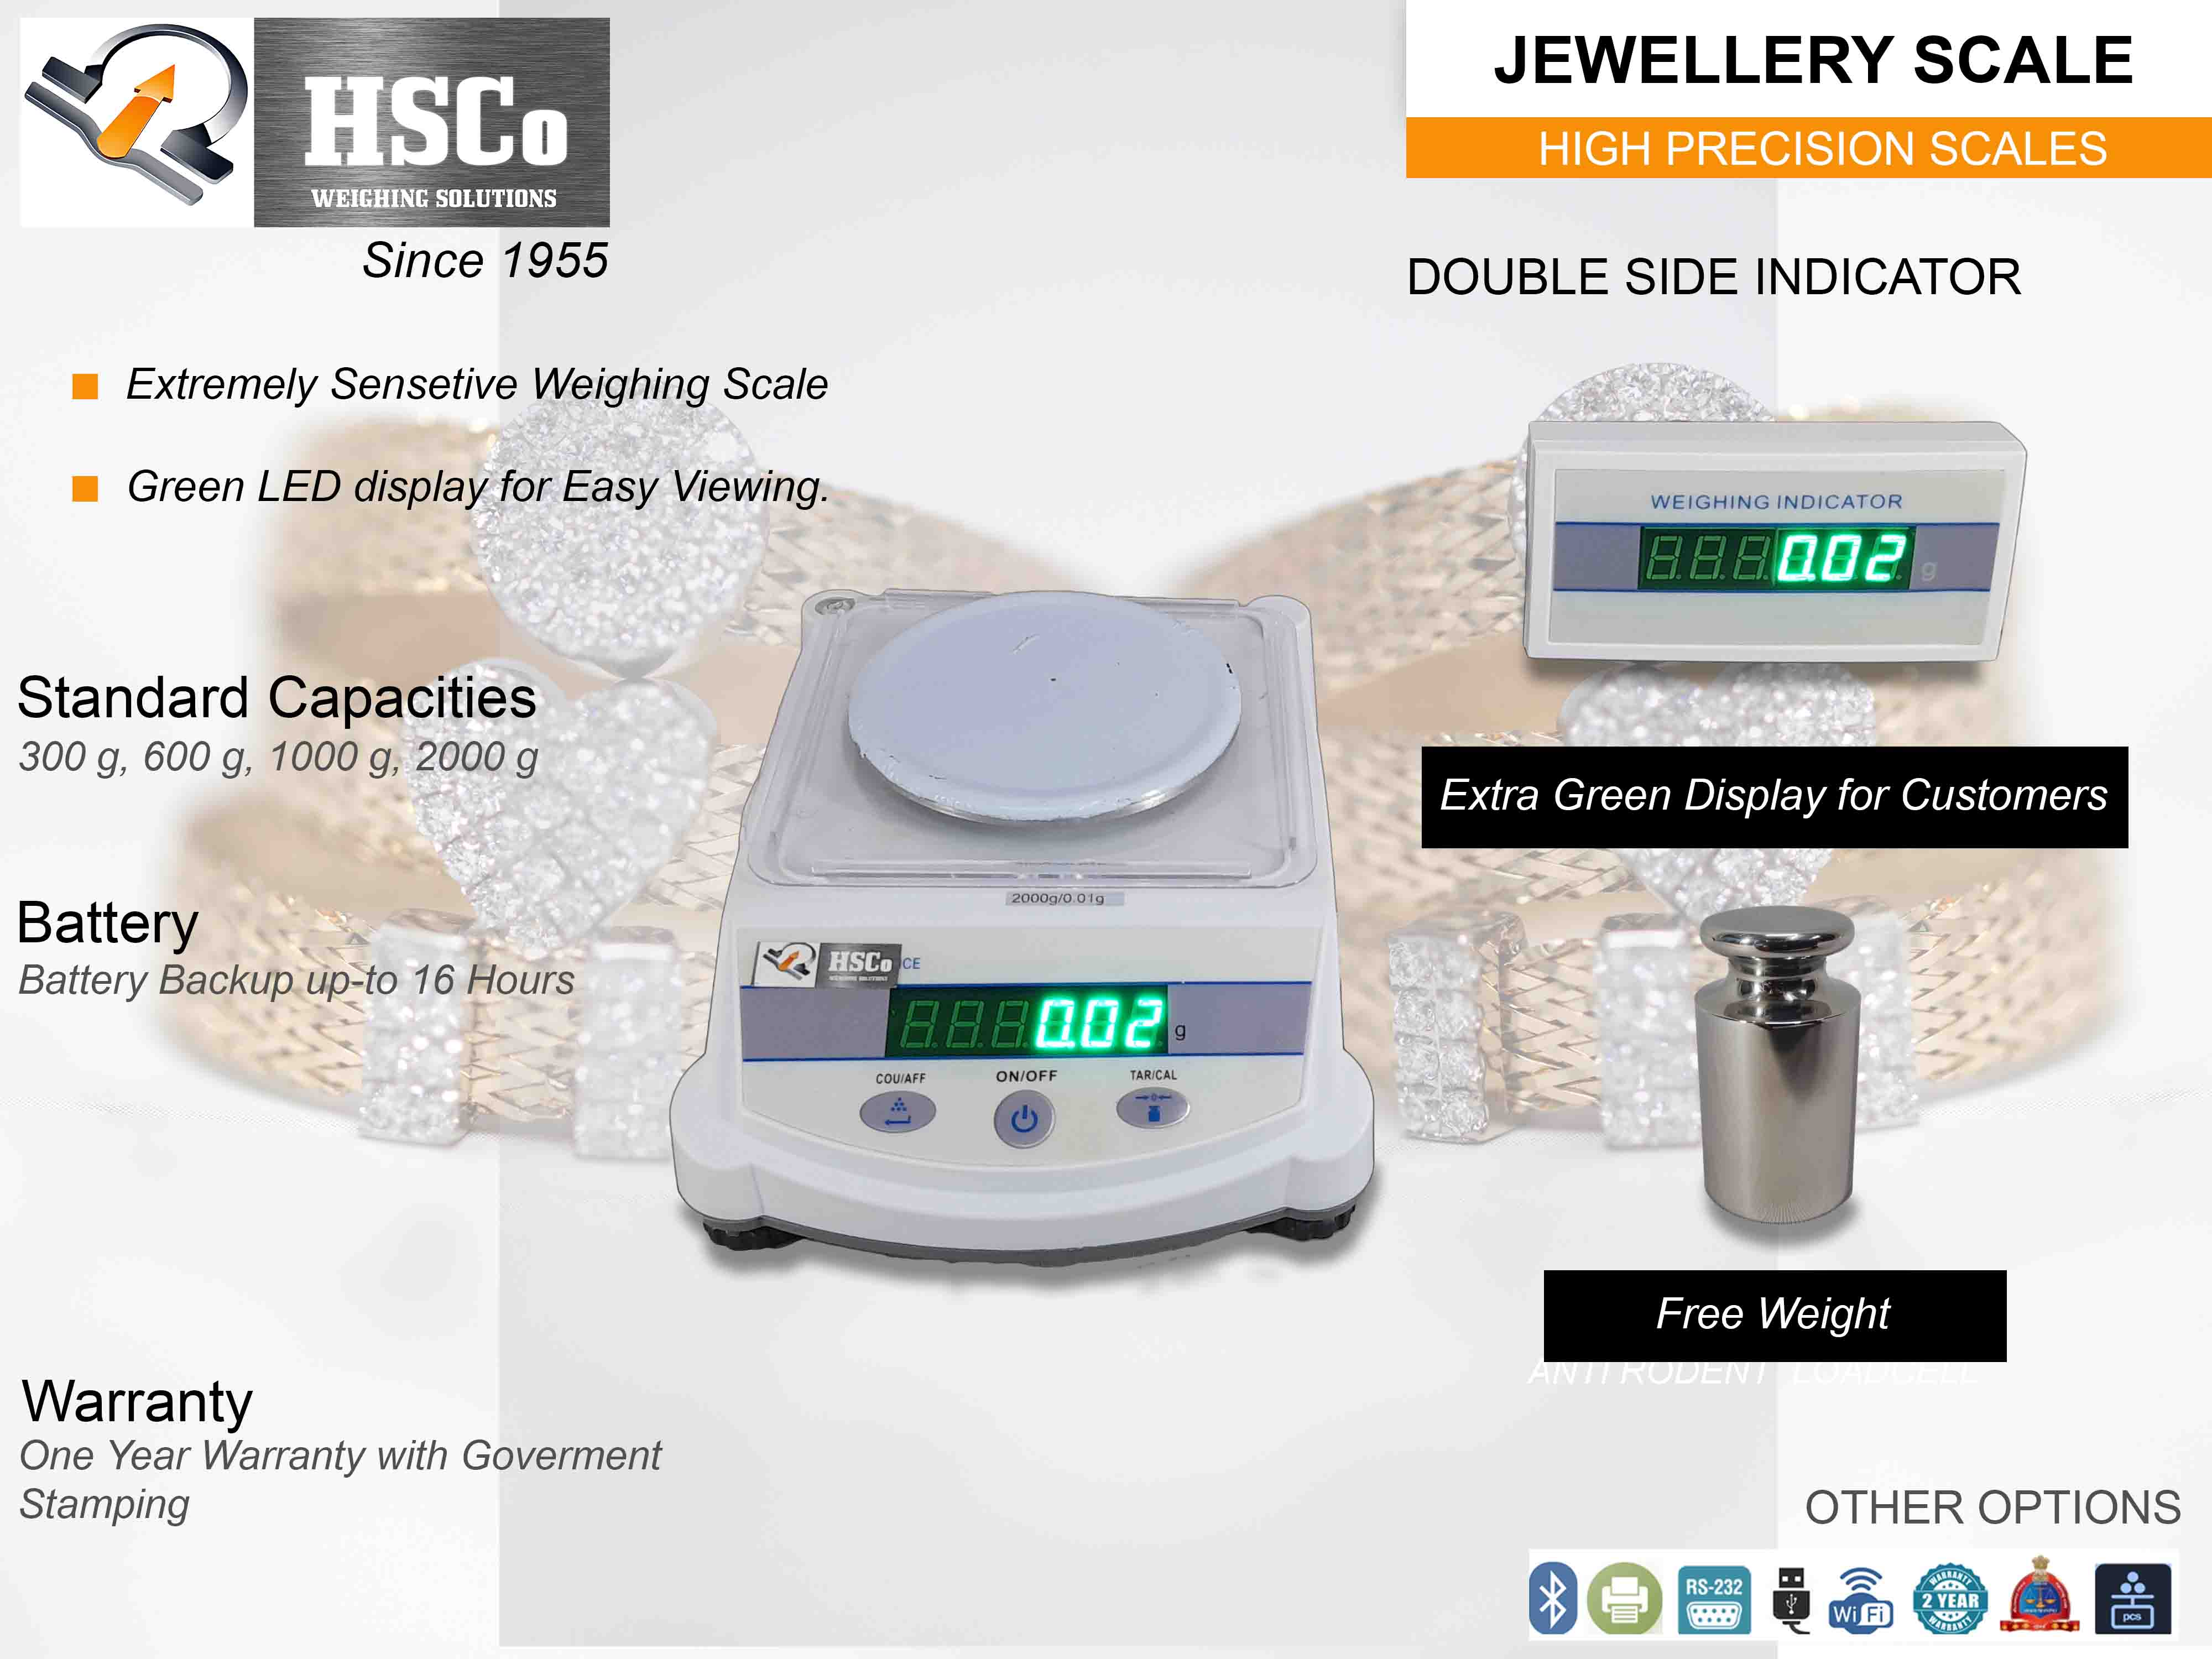 HSCo
WEIGHING SOLUTIONS
Since 1955
JEWELLERY SCALE
HIGH PRECISION SCALES
DOUBLE SIDE INDICATOR
Extremely Sensetive Weighing Scale
Green LED display for Easy Viewing.
WEIGHING INDICATOR
0.02 g
Standard Capacities
300 g, 600 g, 1000 g, 2000 g
Extra Green Display for Customers
Battery
Battery Backup up-to 16 Hours
2000g/0.01g
HSCo CE
WEIGHING SOLUTIONS
0.02 g
COU/AFF ON/OFF TAR/CAL
Free Weight
ANTI RODENT LOADCELL
Warranty
One Year Warranty with Goverment
Stamping
OTHER OPTIONS
RS-232
WiFi
WARRANTY
2 YEAR
WARRANTY
pcs